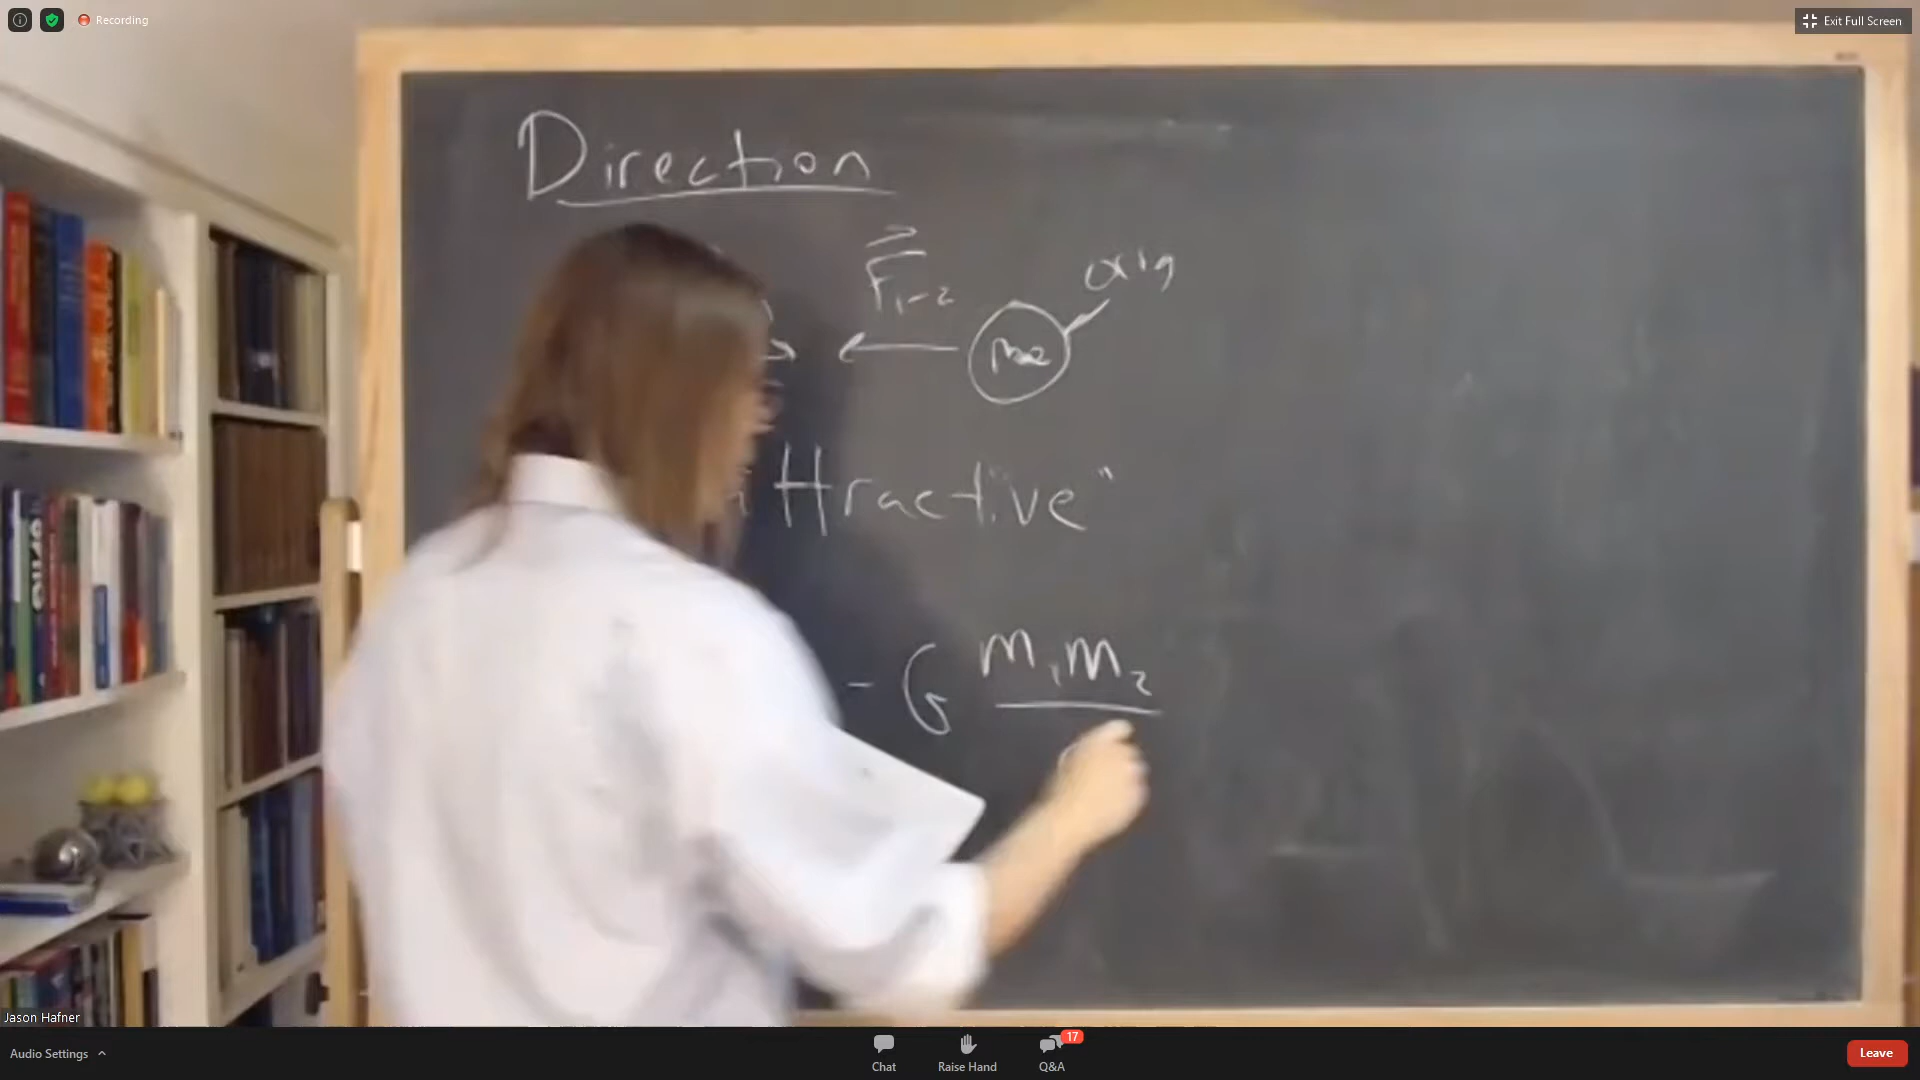 Recording
Exit Full Screen
Direction
F₁₋₂
orig
m₂
ttractive"
- G m₁m₂
Jason Hafner
Audio Settings
Chat
Raise Hand
17
Q&A
Leave